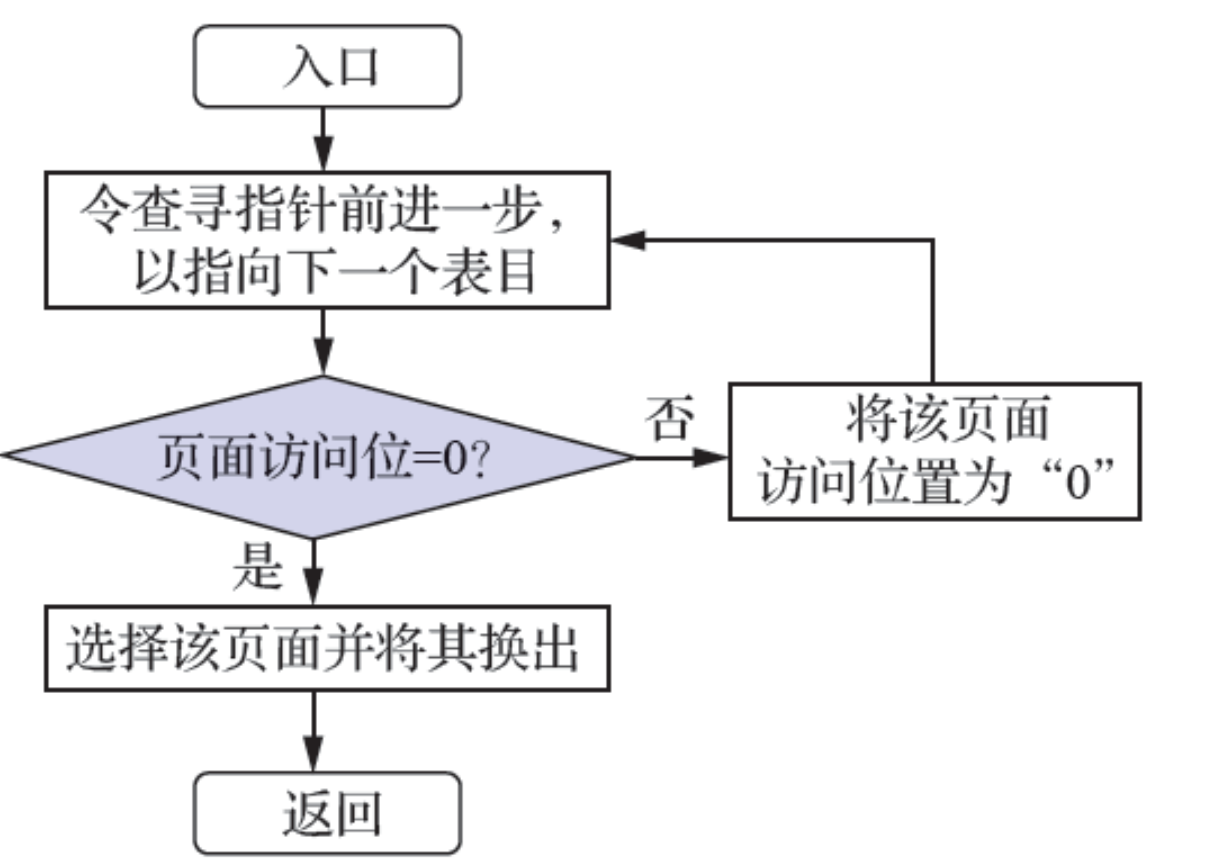 入口
令查寻指针前进一步，
以指向下一个表目
页面访问位=0？
否
将该页面
访问位置为“0”
是
选择该页面并将其换出
返回